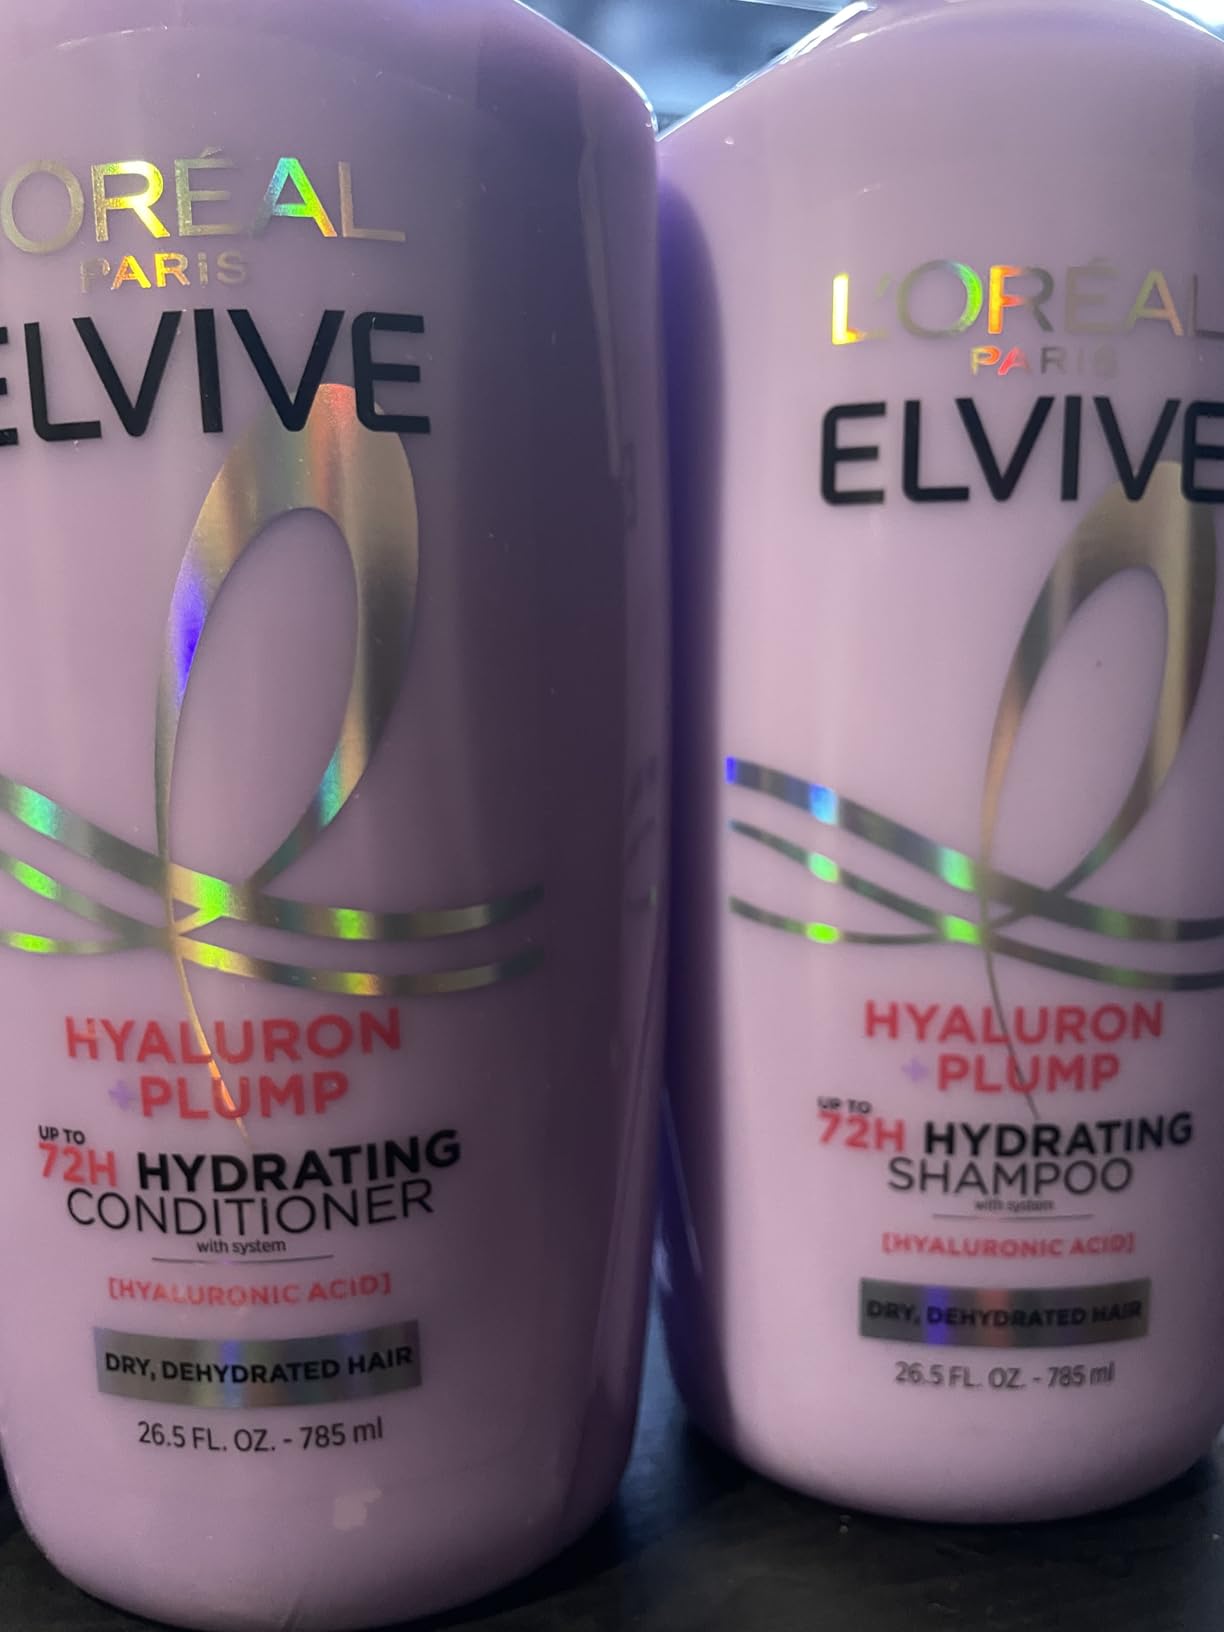 ORÉAL
PARIS
ELVIVE
HYALURON
+PLUMP
UP TO
72H HYDRATING
CONDITIONER
with system
[HYALURONIC ACID]
DRY, DEHYDRATED HAIR
26.5 FL. OZ. - 785 ml
L'ORÉAL
PARIS
ELVIVE
HYALURON
+PLUMP
UP TO
72H HYDRATING
SHAMPOO
with system
[HYALURONIC ACID]
DRY, DEHYDRATED HAIR
26.5 FL. OZ. - 785 ml